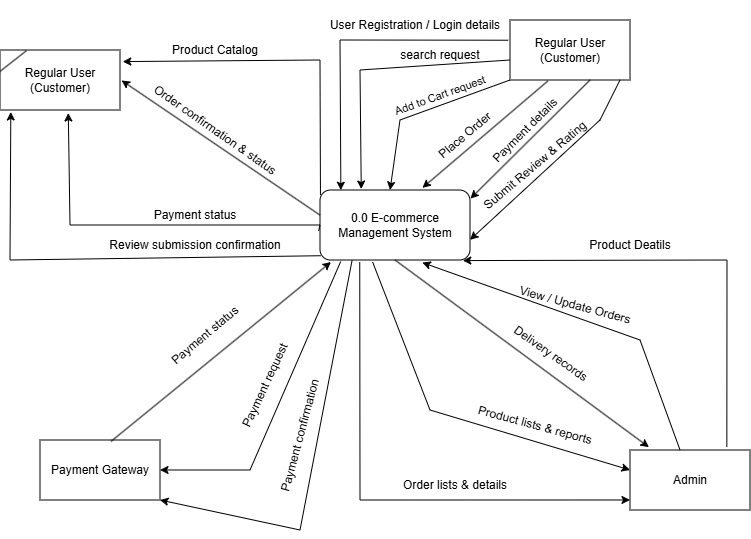 User Registration / Login details
Product Catalog
search request
Regular User
(Customer)
Regular User
(Customer)
Add to Cart request
Order confirmation & status
Place Order
Payment details
Submit Review & Rating
Payment status
0.0 E-commerce
Management System
Review submission confirmation
Product Deatils
View / Update Orders
Payment status
Delivery records
Payment request
Payment confirmation
Product lists & reports
Payment Gateway
Order lists & details
Admin